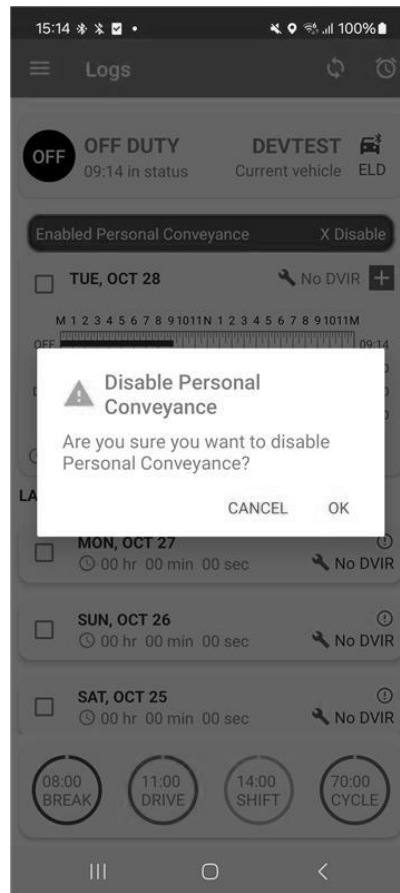 15:14 100%
Logs
OFF
OFF DUTY
09:14 in status
DEVTEST
Current vehicle
ELD
Enabled Personal Conveyance X Disable
TUE, OCT 28 No DVIR
M 1 2 3 4 5 6 7 8 9 10 11 N 1 2 3 4 5 6 7 8 9 10 11 M
OFF 09:14
Disable Personal
Conveyance
Are you sure you want to disable
Personal Conveyance?
CANCEL OK
LA
MON, OCT 27
00 hr 00 min 00 sec No DVIR
SUN, OCT 26
00 hr 00 min 00 sec No DVIR
SAT, OCT 25
00 hr 00 min 00 sec No DVIR
08:00
BREAK
11:00
DRIVE
14:00
SHIFT
70:00
CYCLE